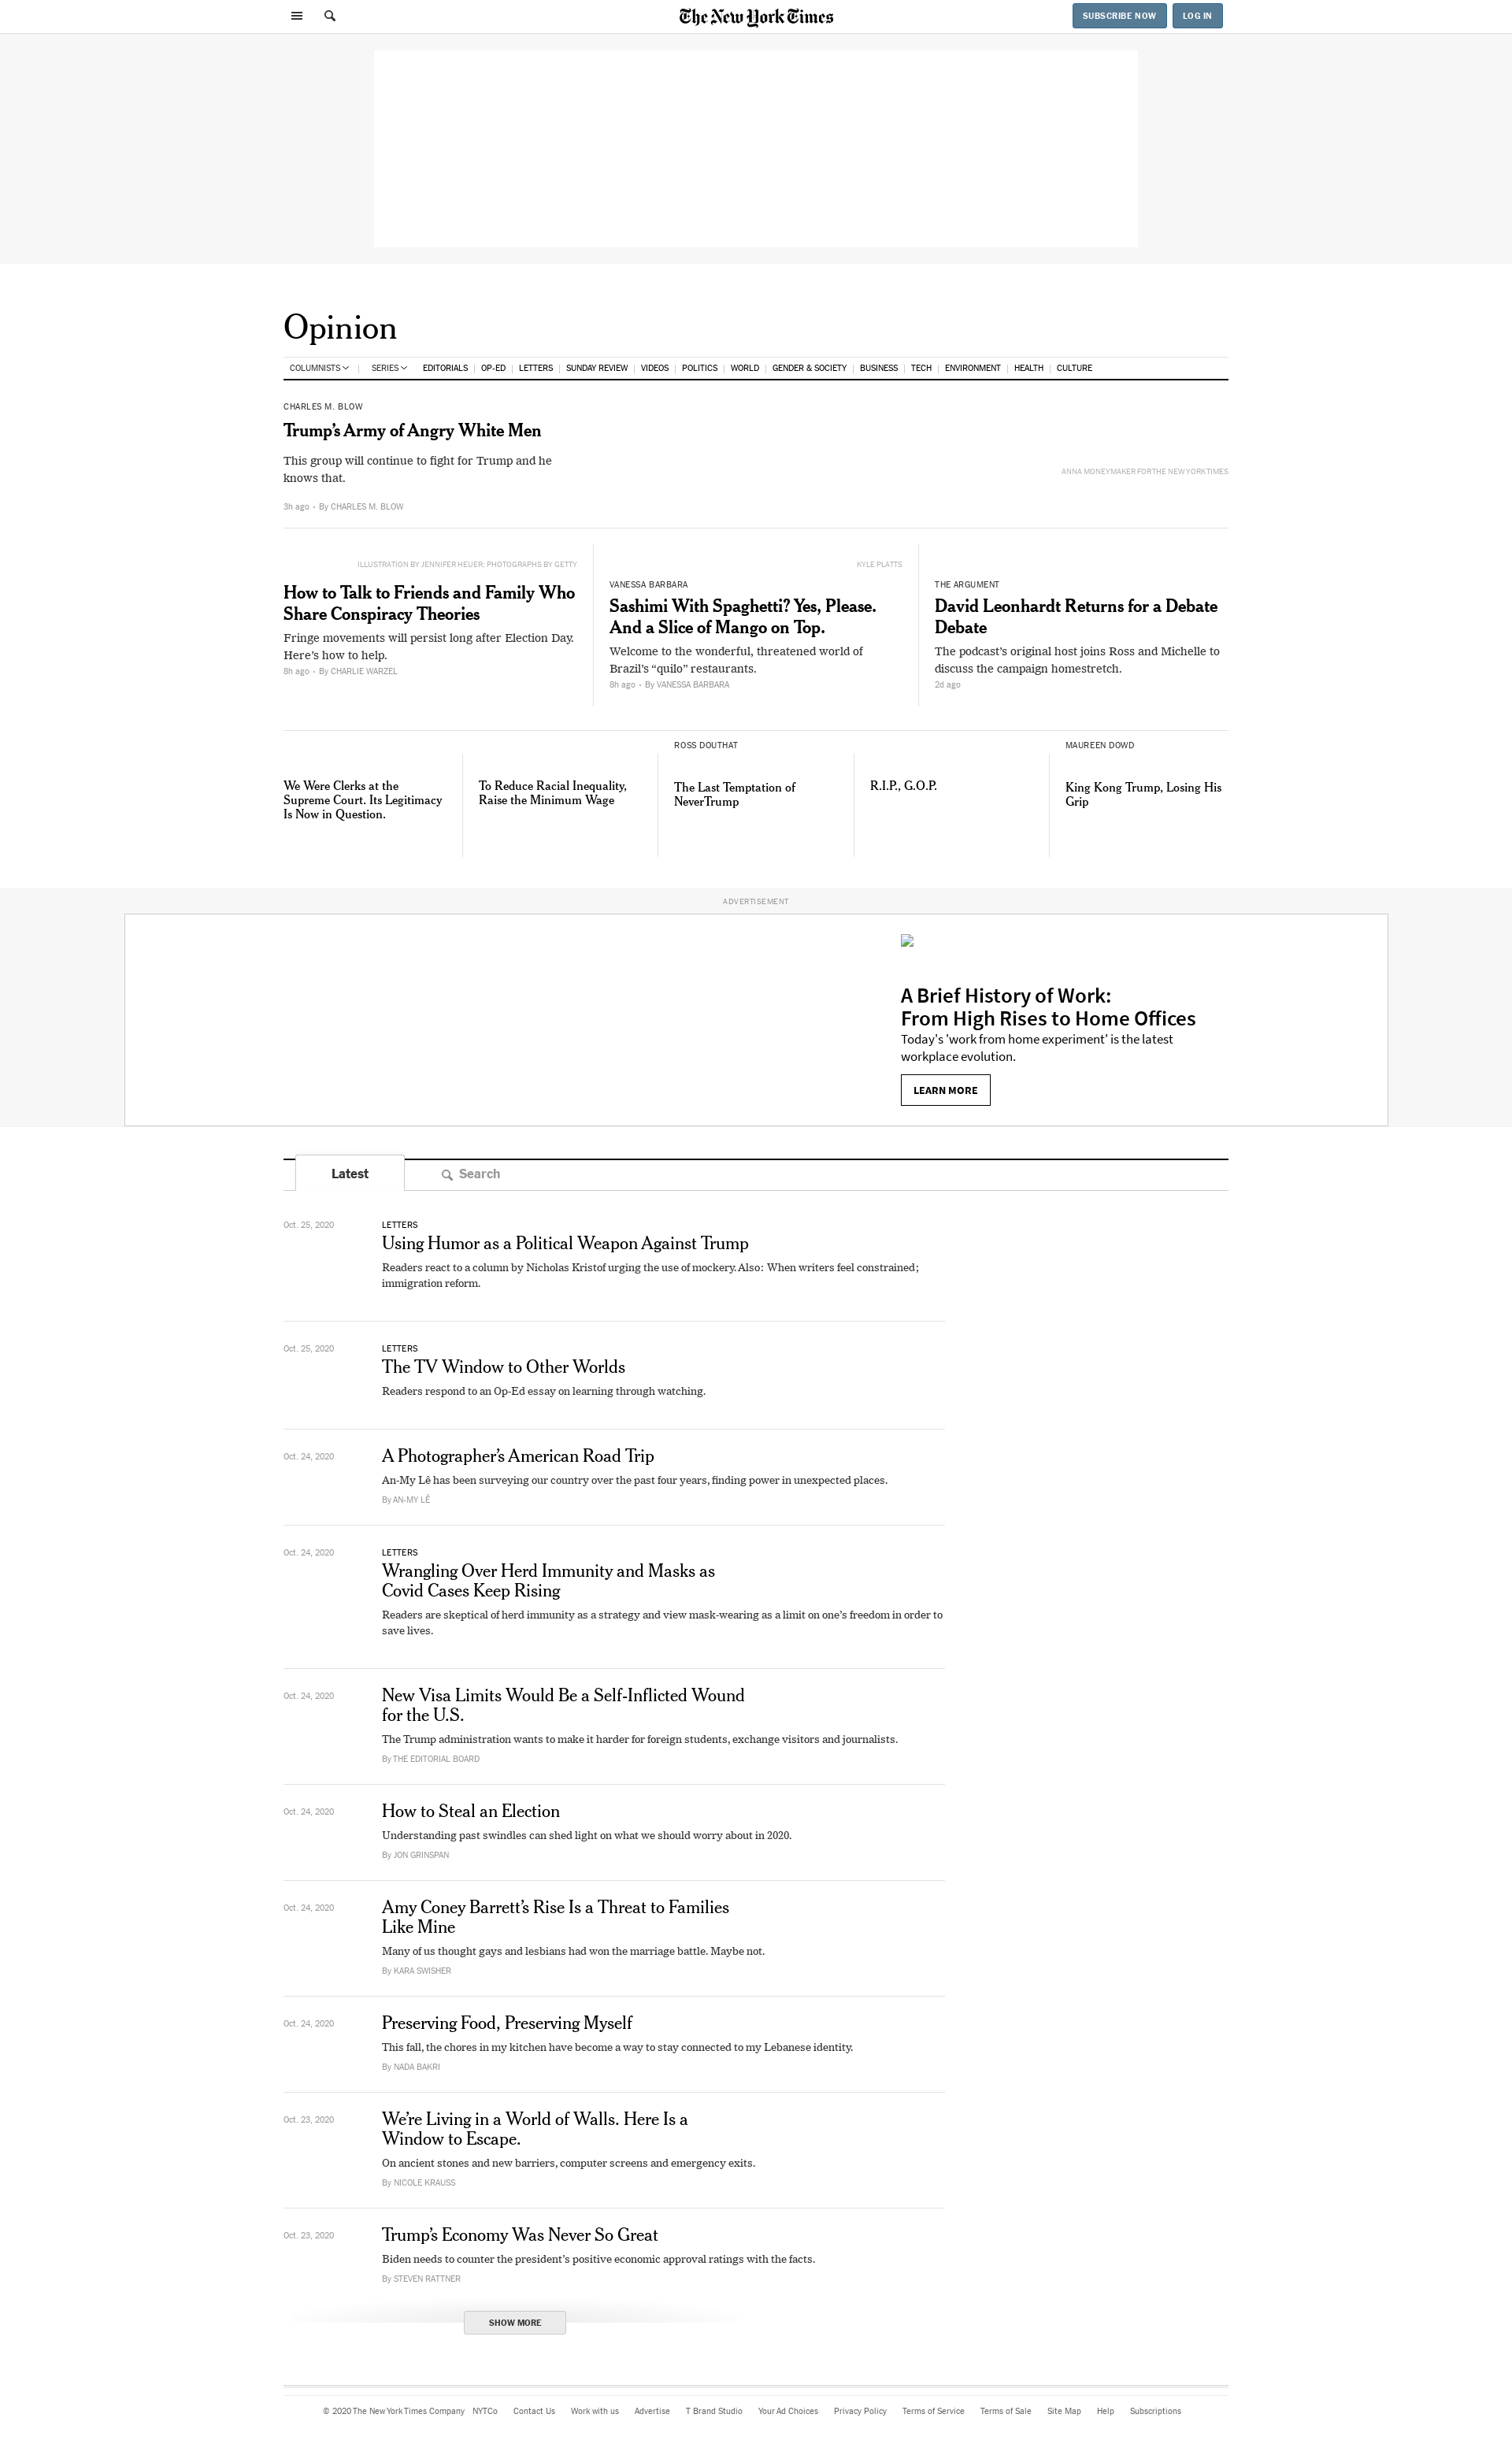 The New York Times
SUBSCRIBE NOW
LOG IN
Opinion
COLUMNISTS
SERIES
EDITORIALS
OP-ED
LETTERS
SUNDAY REVIEW
VIDEOS
POLITICS
WORLD
GENDER & SOCIETY
BUSINESS
TECH
ENVIRONMENT
HEALTH
CULTURE
CHARLES M. BLOW
Trump’s Army of Angry White Men
This group will continue to fight for Trump and he
knows that.
3h ago • By CHARLES M. BLOW
ANNA MONEYMAKER FOR THE NEW YORK TIMES
ILLUSTRATION BY JENNIFER HEUER; PHOTOGRAPHS BY GETTY
How to Talk to Friends and Family Who
Share Conspiracy Theories
Fringe movements will persist long after Election Day.
Here’s how to help.
8h ago • By CHARLIE WARZEL
KYLE PLATTS
VANESSA BARBARA
Sashimi With Spaghetti? Yes, Please.
And a Slice of Mango on Top.
Welcome to the wonderful, threatened world of
Brazil’s “quilo” restaurants.
8h ago • By VANESSA BARBARA
THE ARGUMENT
David Leonhardt Returns for a Debate
Debate
The podcast’s original host joins Ross and Michelle to
discuss the campaign homestretch.
2d ago
We Were Clerks at the
Supreme Court. Its Legitimacy
Is Now in Question.
To Reduce Racial Inequality,
Raise the Minimum Wage
ROSS DOUTHAT
The Last Temptation of
NeverTrump
R.I.P., G.O.P.
MAUREEN DOWD
King Kong Trump, Losing His
Grip
ADVERTISEMENT
A Brief History of Work:
From High Rises to Home Offices
Today's 'work from home experiment' is the latest
workplace evolution.
LEARN MORE
Latest
Search
Oct. 25, 2020
LETTERS
Using Humor as a Political Weapon Against Trump
Readers react to a column by Nicholas Kristof urging the use of mockery. Also: When writers feel constrained;
immigration reform.
Oct. 25, 2020
LETTERS
The TV Window to Other Worlds
Readers respond to an Op-Ed essay on learning through watching.
Oct. 24, 2020
A Photographer’s American Road Trip
An-My Lê has been surveying our country over the past four years, finding power in unexpected places.
By AN-MY LÊ
Oct. 24, 2020
LETTERS
Wrangling Over Herd Immunity and Masks as
Covid Cases Keep Rising
Readers are skeptical of herd immunity as a strategy and view mask-wearing as a limit on one’s freedom in order to
save lives.
Oct. 24, 2020
New Visa Limits Would Be a Self-Inflicted Wound
for the U.S.
The Trump administration wants to make it harder for foreign students, exchange visitors and journalists.
By THE EDITORIAL BOARD
Oct. 24, 2020
How to Steal an Election
Understanding past swindles can shed light on what we should worry about in 2020.
By JON GRINSPAN
Oct. 24, 2020
Amy Coney Barrett’s Rise Is a Threat to Families
Like Mine
Many of us thought gays and lesbians had won the marriage battle. Maybe not.
By KARA SWISHER
Oct. 24, 2020
Preserving Food, Preserving Myself
This fall, the chores in my kitchen have become a way to stay connected to my Lebanese identity.
By NADA BAKRI
Oct. 23, 2020
We’re Living in a World of Walls. Here Is a
Window to Escape.
On ancient stones and new barriers, computer screens and emergency exits.
By NICOLE KRAUSS
Oct. 23, 2020
Trump’s Economy Was Never So Great
Biden needs to counter the president’s positive economic approval ratings with the facts.
By STEVEN RATTNER
SHOW MORE
© 2020 The New York Times Company NYTCo Contact Us Work with us Advertise T Brand Studio Your Ad Choices Privacy Policy Terms of Service Terms of Sale Site Map Help Subscriptions